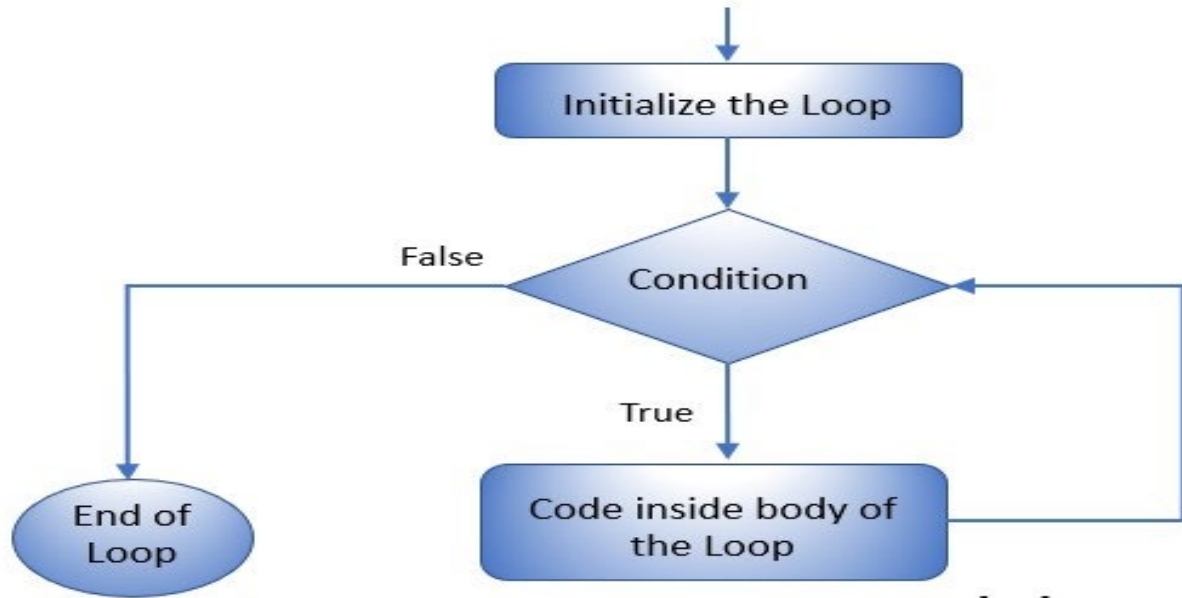 Initialize the Loop
False
Condition
True
Code inside body of
the Loop
End of
Loop